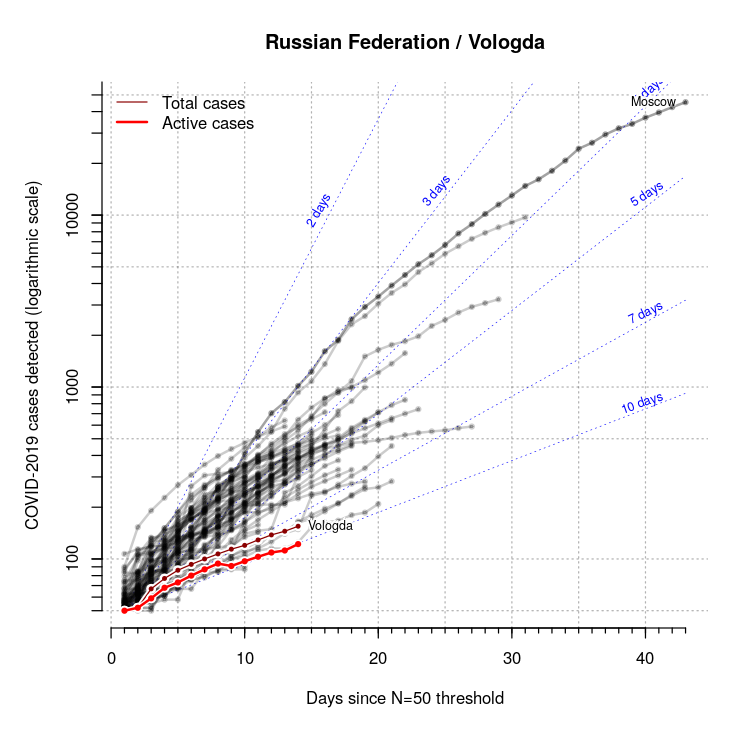 Russian Federation / Vologda
Total cases
Active cases
days
Moscow
2 days
3 days
5 days
7 days
10 days
Vologda
COVID-2019 cases detected (logarithmic scale)
100
1000
10000
0
10
20
30
40
Days since N=50 threshold